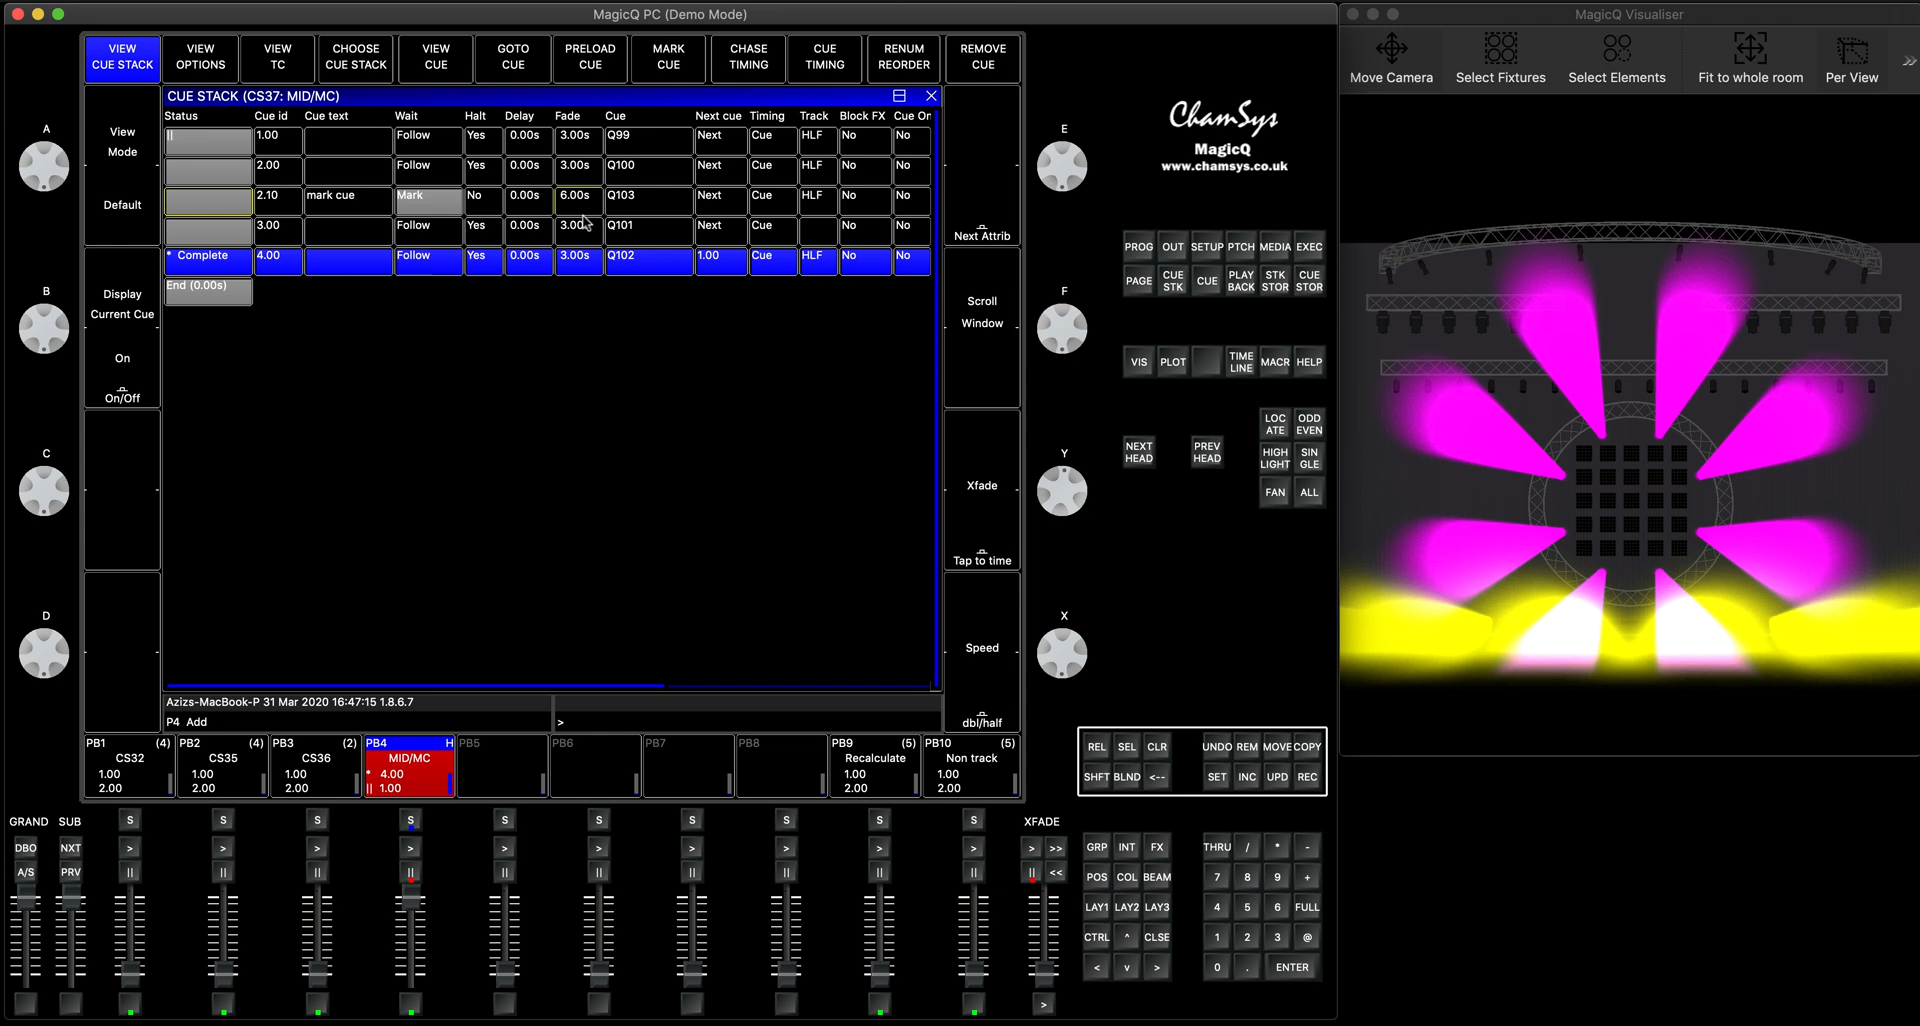 MagicQ PC (Demo Mode)
MagicQ Visualiser
VIEW CUE STACK
VIEW OPTIONS
VIEW TC
CHOOSE CUE STACK
VIEW CUE
GOTO CUE
PRELOAD CUE
MARK CUE
CHASE TIMING
CUE TIMING
RENUM REORDER
REMOVE CUE
Move Camera
Select Fixtures
Select Elements
Fit to whole room
Per View
CUE STACK (CS37: MID/MC)
Status Cue id Cue text Wait Halt Delay Fade Cue Next cue Timing Track Block FX Cue On
|| 1.00 Follow Yes 0.00s 3.00s Q99 Next Cue HLF No No
2.00 Follow Yes 0.00s 3.00s Q100 Next Cue HLF No No
2.10 mark cue Mark No 0.00s 6.00s Q103 Next Cue HLF No No
3.00 Follow Yes 0.00s 3.00s Q101 Next Cue No No
* Complete 4.00 Follow Yes 0.00s 3.00s Q102 1.00 Cue HLF No No
End (0.00s)
A
View Mode
Default
B
Display
Current Cue
On
On/Off
C
D
E
Next Attrib
F
Scroll
Window
Y
Xfade
Tap to time
X
Speed
dbl/half
ChamSys
MagicQ
www.chamsys.co.uk
PROG OUT SETUP PTCH MEDIA EXEC
PAGE CUE STK CUE PLAY BACK STK STOR CUE STOR
VIS PLOT TIME LINE MACR HELP
LOC ATE ODD EVEN
NEXT HEAD PREV HEAD HIGH LIGHT SIN GLE
FAN ALL
Azizs-MacBook-P 31 Mar 2020 16:47:15 1.8.6.7
P4 Add
>
PB1 (4) PB2 (4) PB3 (2) PB4 H PB5 PB6 PB7 PB8 PB9 (5) PB10 (5)
CS32 CS35 CS36 MID/MC Recalculate Non track
1.00 1.00 1.00 * 4.00 1.00 1.00
2.00 2.00 2.00 || 1.00 2.00 2.00
REL SEL CLR UNDO REM MOVE COPY
SHFT BLND <-- SET INC UPD REC
GRAND SUB XFADE
S S S S S S S S S S
DBO NXT > > > > > > > > > > > >>
A/S PRV || || || || || || || || || || || <<
>
GRP INT FX THRU / * -
POS COL BEAM 7 8 9 +
LAY1 LAY2 LAY3 4 5 6 FULL
CTRL ^ CLSE 1 2 3 @
< v > 0 . ENTER